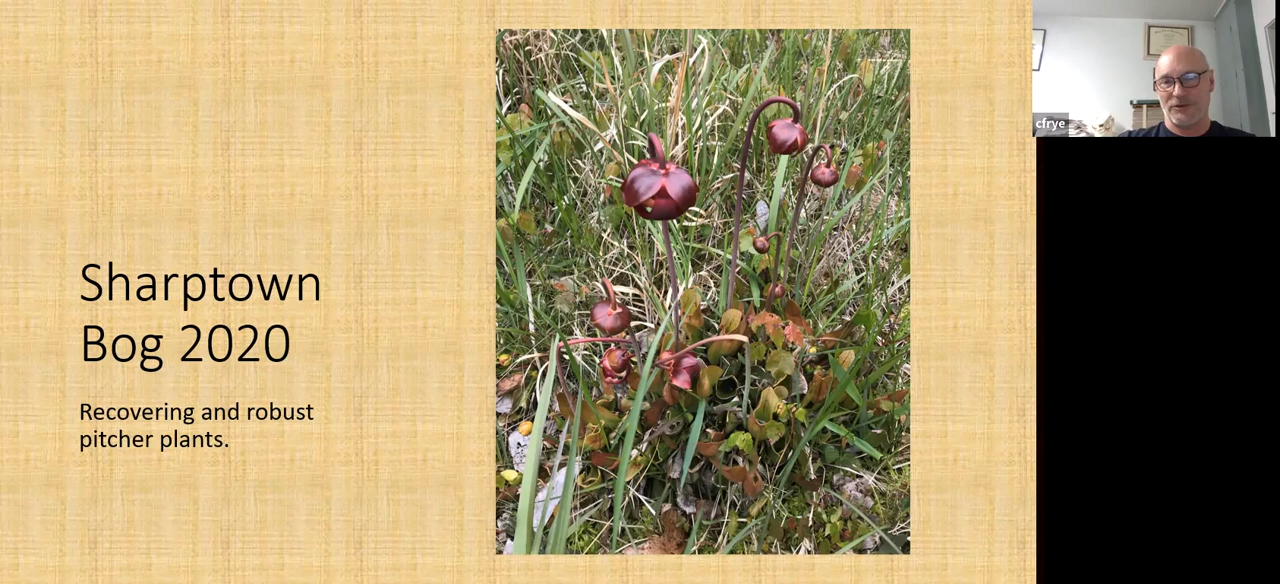 Sharptown
Bog 2020
Recovering and robust
pitcher plants.
cfrye